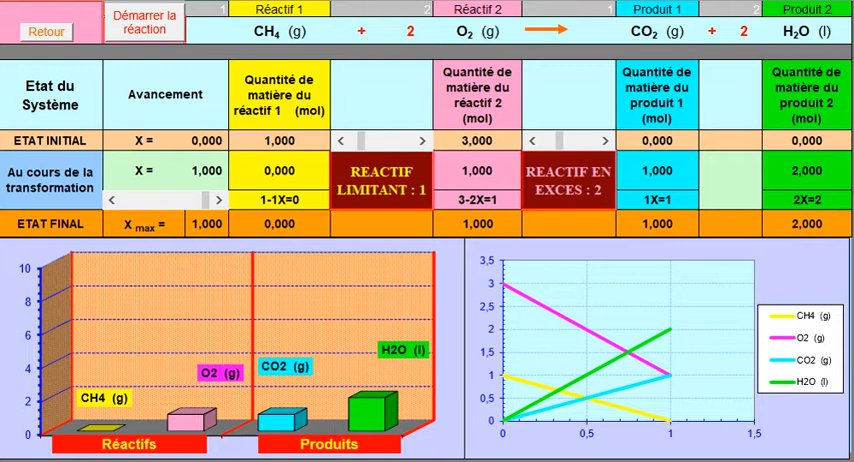 1 Réactif 1 2 Réactif 2 1 Produit 1 2 Produit 2
Retour
Démarrer la
réaction
CH4 (g) + 2 O2 (g) CO2 (g) + 2 H2O (l)
Etat du
Système
Avancement
Quantité de
matière du
réactif 1 (mol)
Quantité de
matière du
réactif 2
(mol)
Quantité de
matière du
produit 1
(mol)
Quantité de
matière du
produit 2
(mol)
ETAT INITIAL X = 0,000 1,000 3,000 0,000 0,000
Au cours de la
transformation
X = 1,000 0,000
REACTIF
LIMITANT : 1
1,000
REACTIF EN
EXCES : 2
1,000 2,000
1-1X=0 3-2X=1 1X=1 2X=2
ETAT FINAL X max = 1,000 0,000 1,000 1,000 2,000
10
8
6
4
2
0
CH4 (g)
O2 (g)
CO2 (g)
H2O (l)
Réactifs Produits
3,5
3
2,5
2
1,5
1
0,5
0
0 0,5 1 1,5
CH4 (g)
O2 (g)
CO2 (g)
H2O (l)